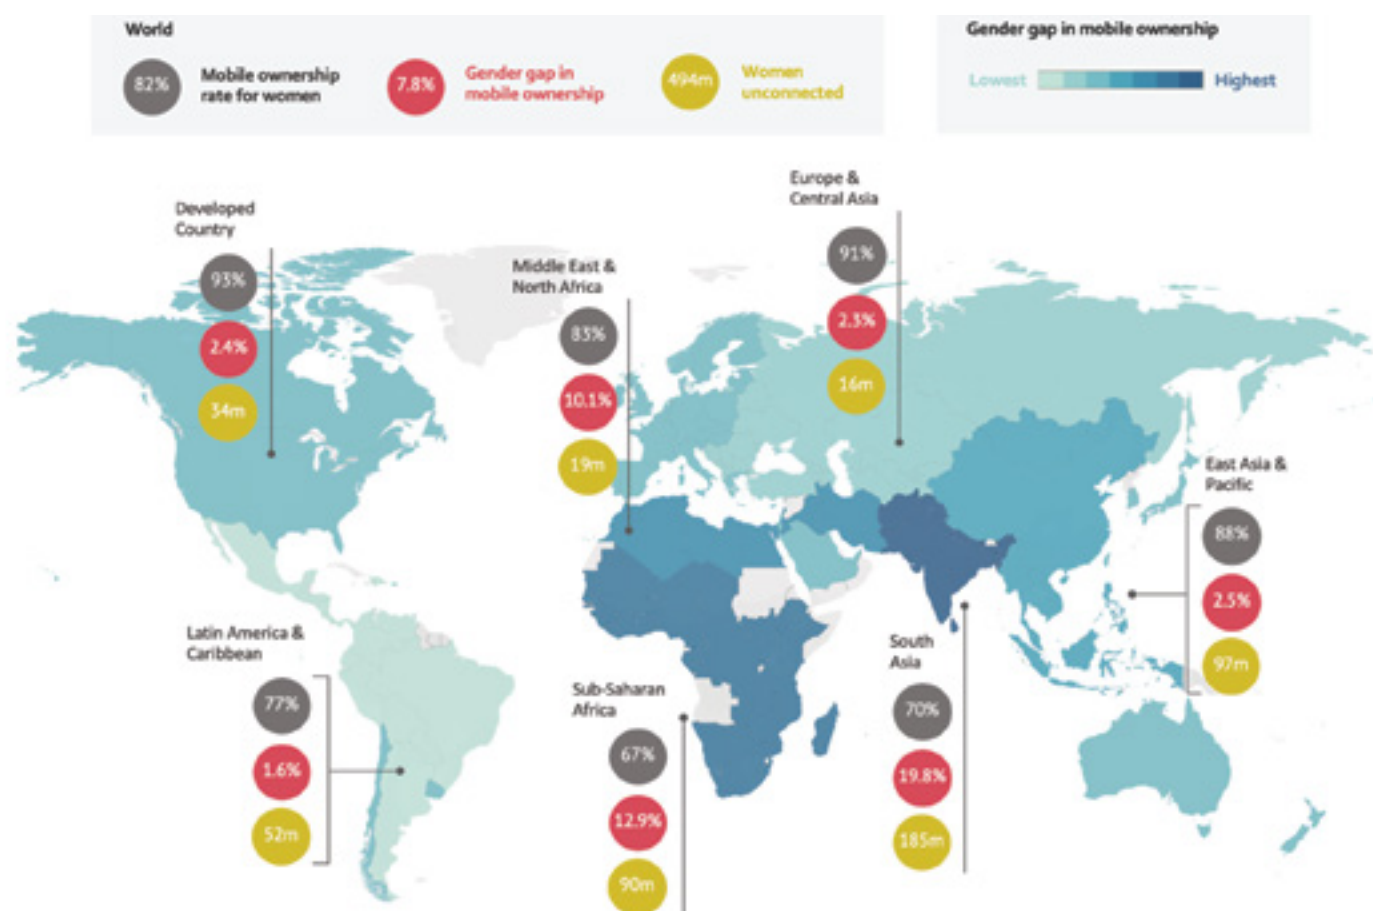 World
82%
Mobile ownership
rate for women
7.8%
Gender gap in
mobile ownership
494m
Women
unconnected
Gender gap in mobile ownership
Lowest
Highest
Developed
Country
93%
2.4%
34m
Middle East &
North Africa
83%
10.1%
19m
Europe &
Central Asia
91%
2.3%
16m
East Asia &
Pacific
88%
2.5%
97m
Latin America &
Caribbean
77%
1.6%
52m
Sub-Saharan
Africa
67%
12.9%
90m
South
Asia
70%
19.8%
185m